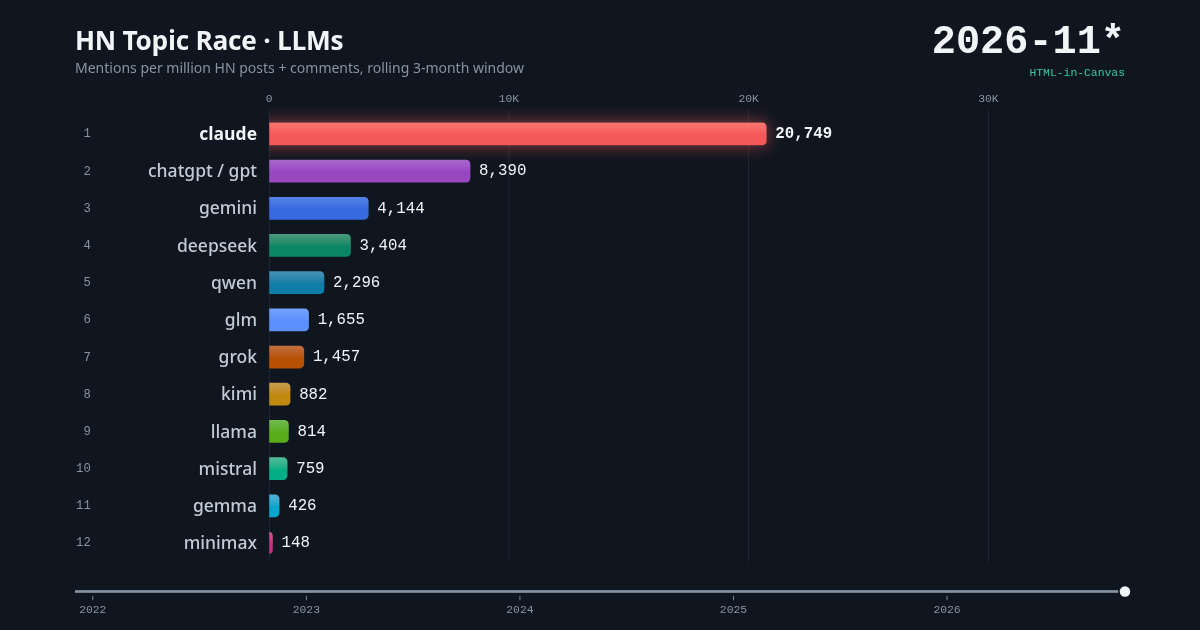 HN Topic Race · LLMs
2026-11*
Mentions per million HN posts + comments, rolling 3-month window
HTML-in-Canvas
0 10K 20K 30K
1 claude 20,749
2 chatgpt / gpt 8,390
3 gemini 4,144
4 deepseek 3,404
5 qwen 2,296
6 glm 1,655
7 grok 1,457
8 kimi 882
9 llama 814
10 mistral 759
11 gemma 426
12 minimax 148
2022 2023 2024 2025 2026